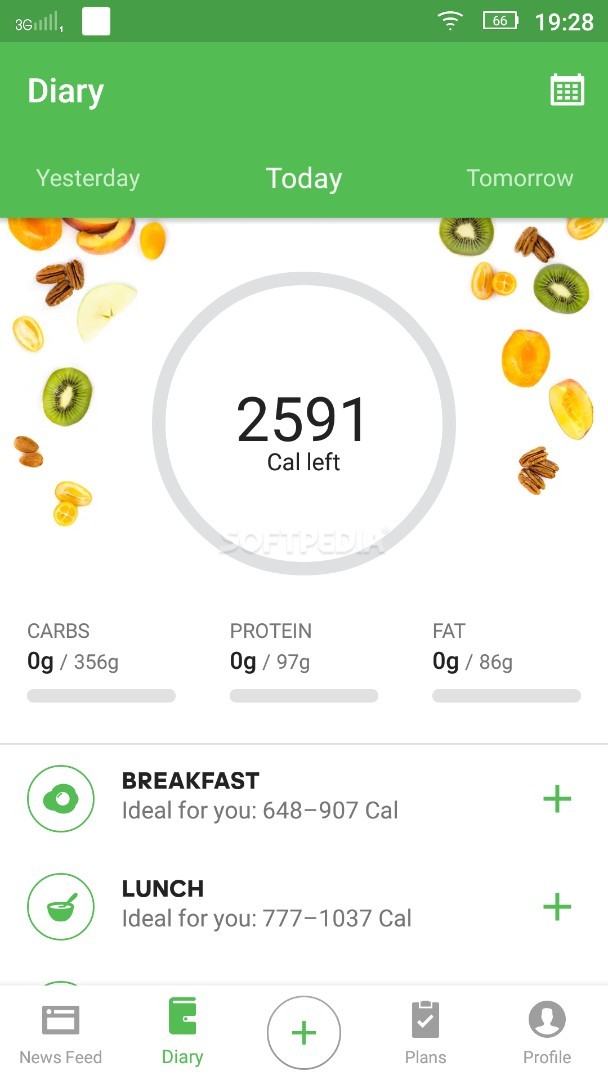 3G 1 66 19:28
Diary
Yesterday Today Tomorrow
2591
Cal left
SOFTPEDIA
CARBS PROTEIN FAT
0g / 356g 0g / 97g 0g / 86g
BREAKFAST
Ideal for you: 648–907 Cal
LUNCH
Ideal for you: 777–1037 Cal
News Feed Diary Plans Profile